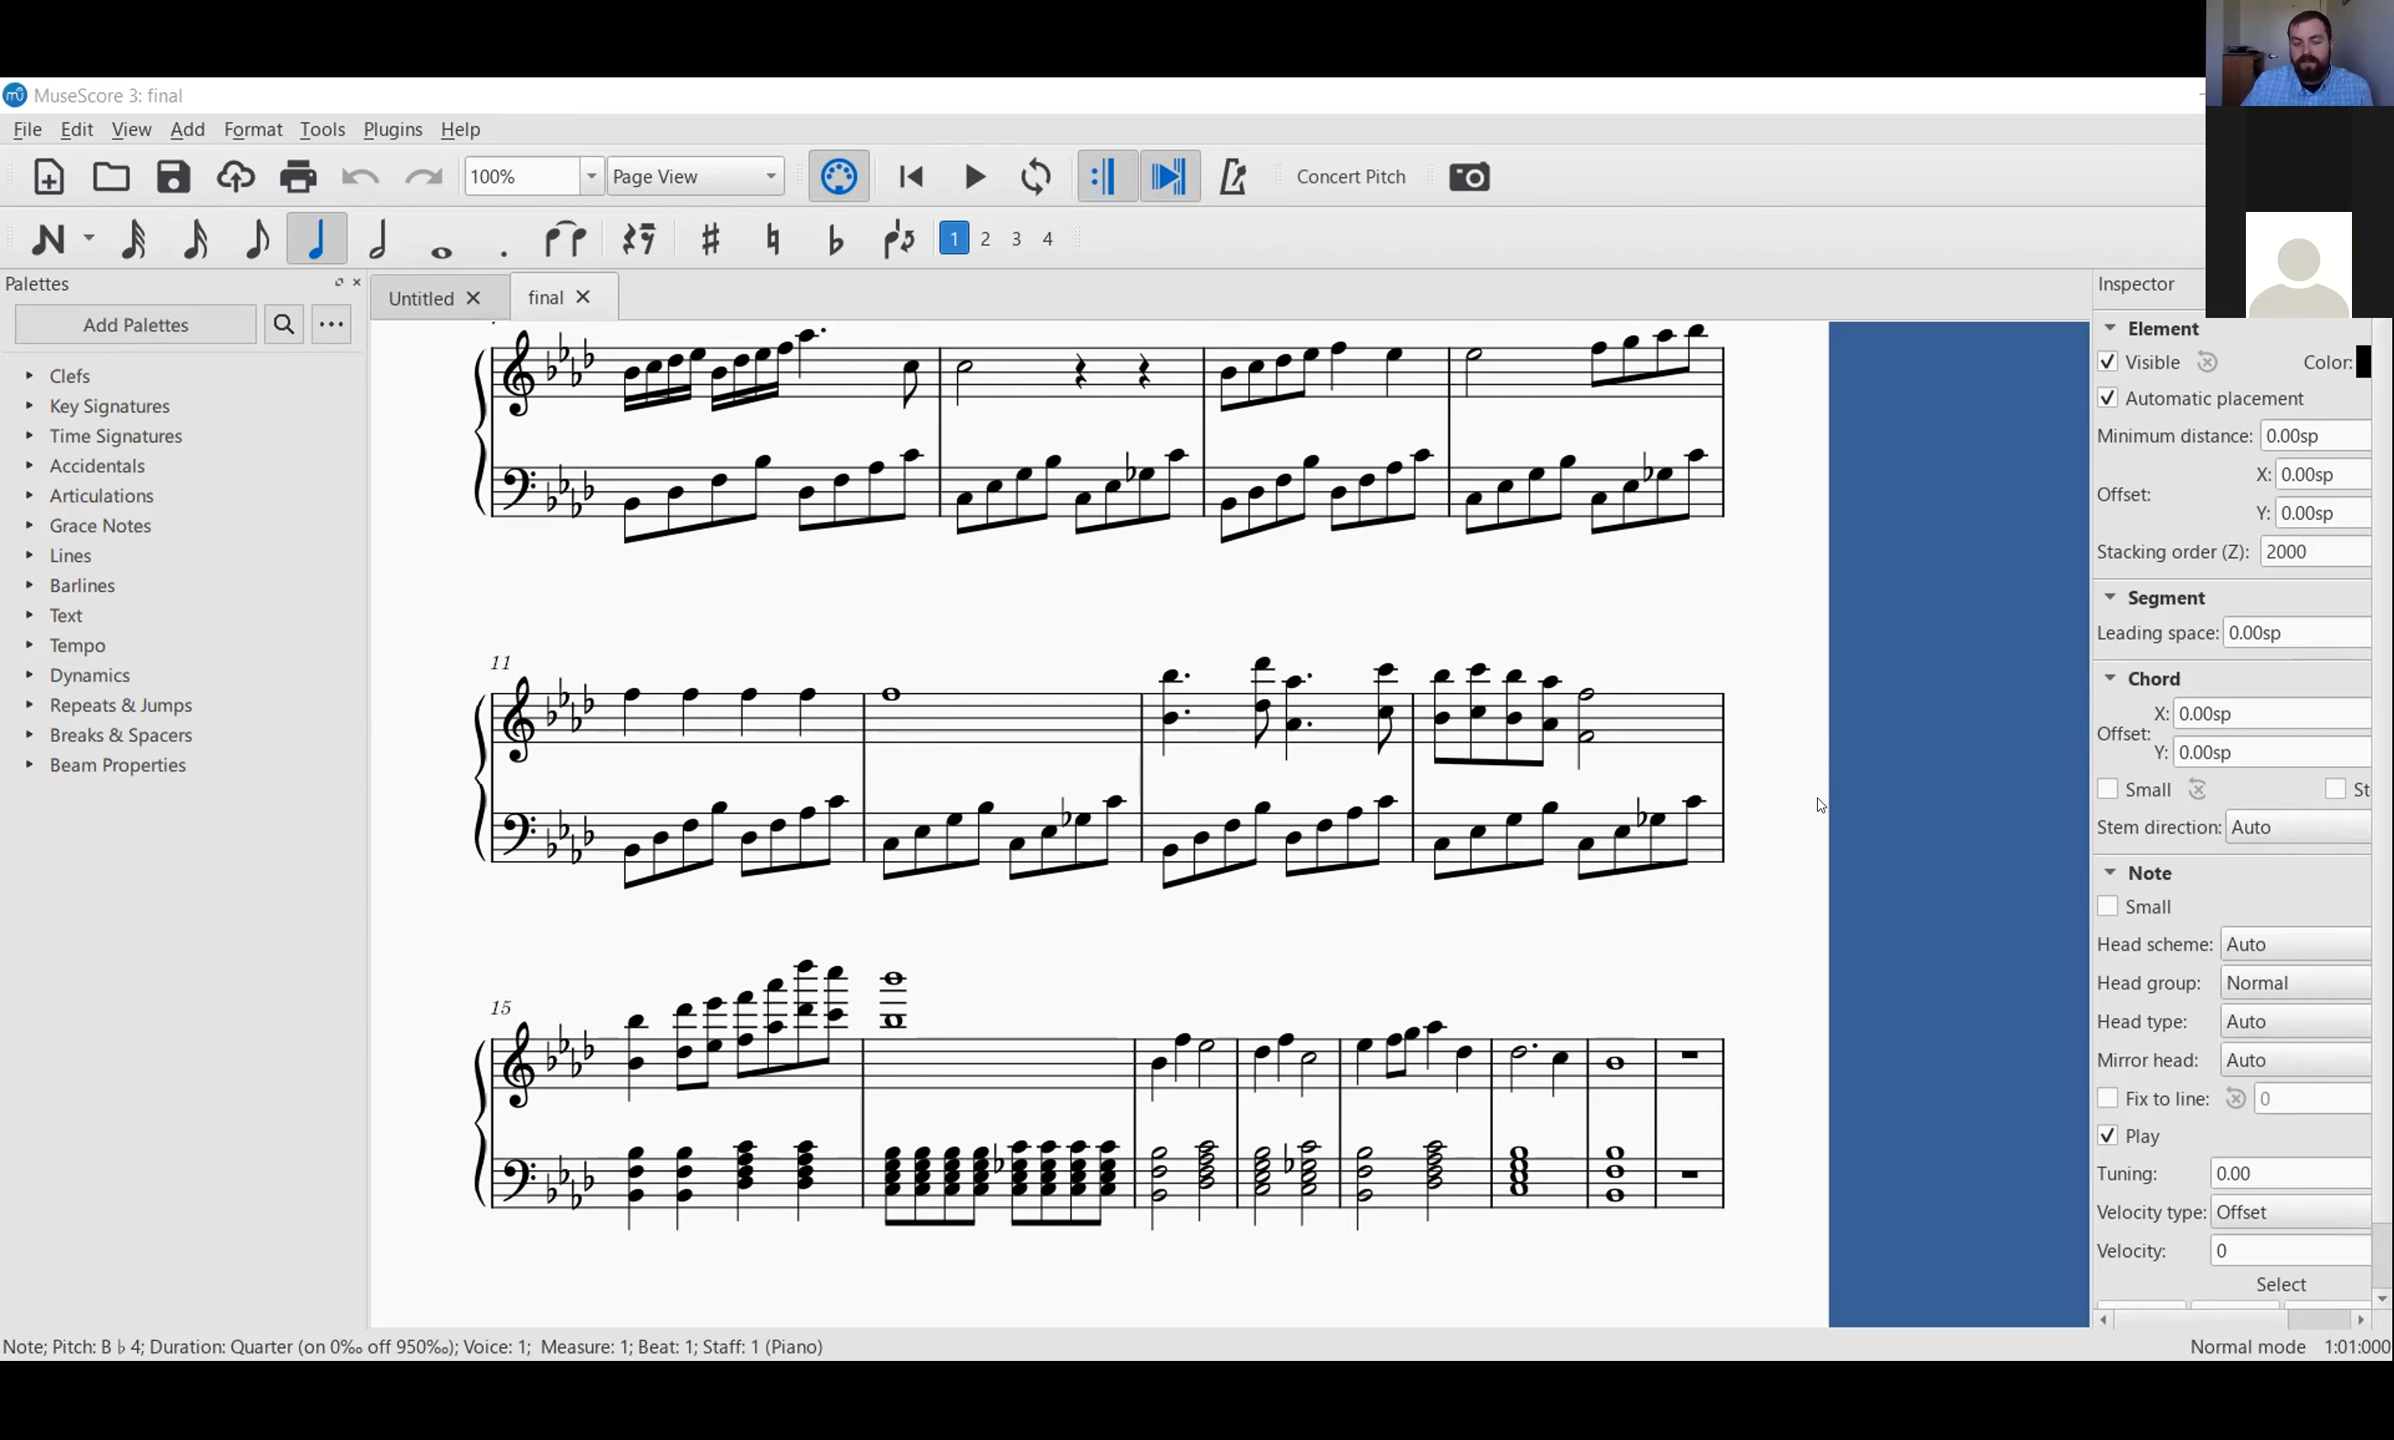 MuseScore 3: final
File Edit View Add Format Tools Plugins Help
100% Page View Concert Pitch
1 2 3 4
Palettes
Add Palettes
Clefs
Key Signatures
Time Signatures
Accidentals
Articulations
Grace Notes
Lines
Barlines
Text
Tempo
Dynamics
Repeats & Jumps
Breaks & Spacers
Beam Properties
Untitled
final
11
15
Inspector
Element
Visible Color:
Automatic placement
Minimum distance: 0.00sp
Offset: X: 0.00sp
Y: 0.00sp
Stacking order (Z): 2000
Segment
Leading space: 0.00sp
Chord
Offset: X: 0.00sp
Y: 0.00sp
Small St
Stem direction: Auto
Note
Small
Head scheme: Auto
Head group: Normal
Head type: Auto
Mirror head: Auto
Fix to line: 0
Play
Tuning: 0.00
Velocity type: Offset
Velocity: 0
Select
Note; Pitch: B♭4; Duration: Quarter (on 0‰ off 950‰); Voice: 1; Measure: 1; Beat: 1; Staff: 1 (Piano)
Normal mode 1:01:000